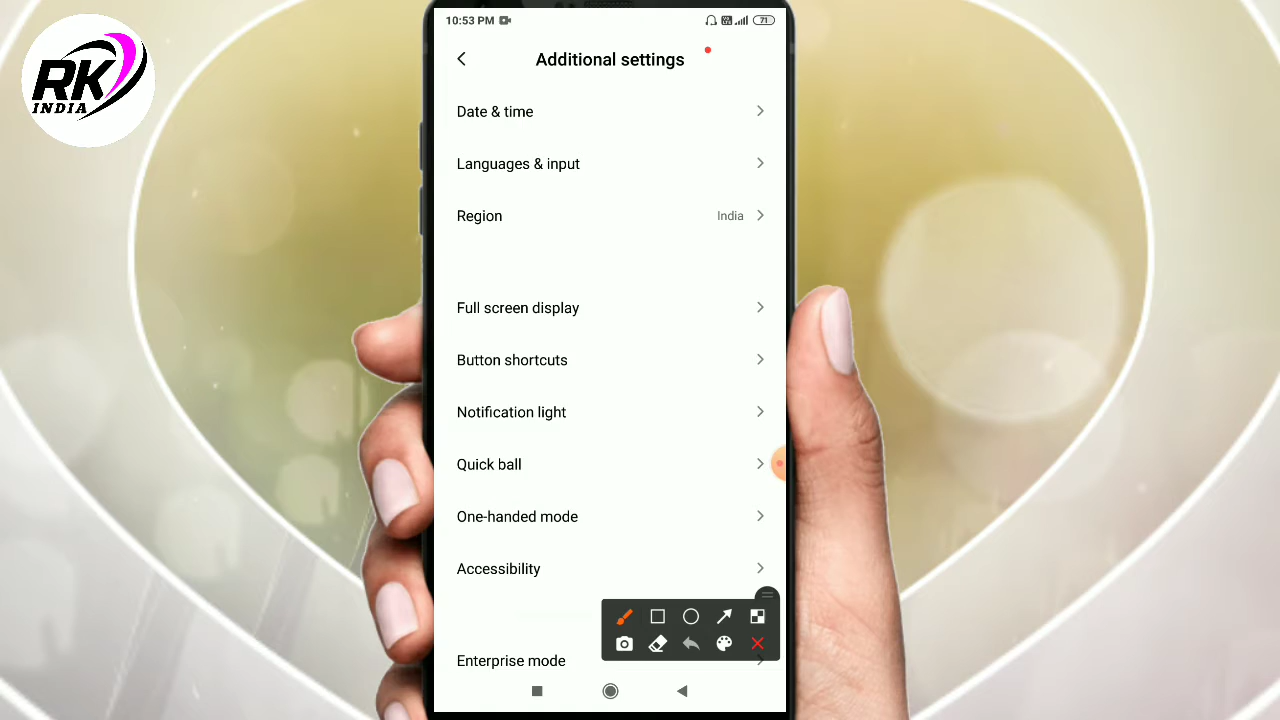 RK
INDIA
10:53 PM
71
Additional settings
Date & time
Languages & input
Region India
Full screen display
Button shortcuts
Notification light
Quick ball
One-handed mode
Accessibility
Enterprise mode